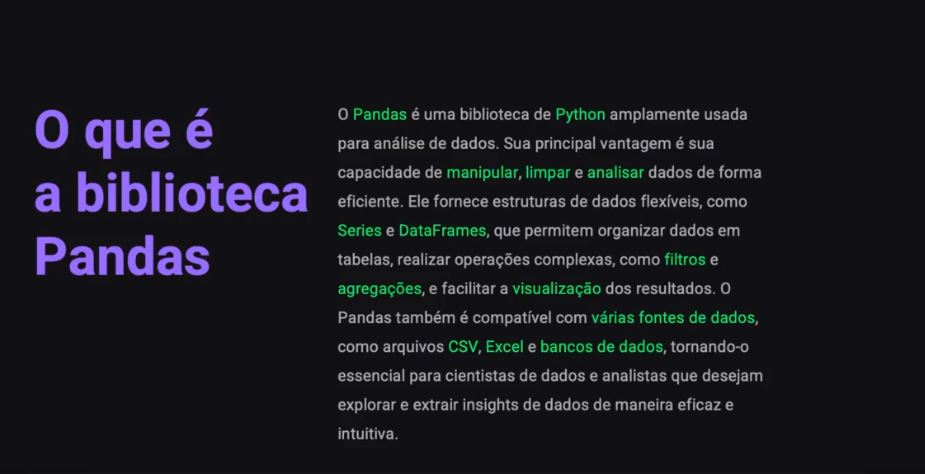 O que é
a biblioteca
Pandas
O Pandas é uma biblioteca de Python amplamente usada
para análise de dados. Sua principal vantagem é sua
capacidade de manipular, limpar e analisar dados de forma
eficiente. Ele fornece estruturas de dados flexíveis, como
Series e DataFrames, que permitem organizar dados em
tabelas, realizar operações complexas, como filtros e
agregações, e facilitar a visualização dos resultados. O
Pandas também é compatível com várias fontes de dados,
como arquivos CSV, Excel e bancos de dados, tornando-o
essencial para cientistas de dados e analistas que desejam
explorar e extrair insights de dados de maneira eficaz e
intuitiva.